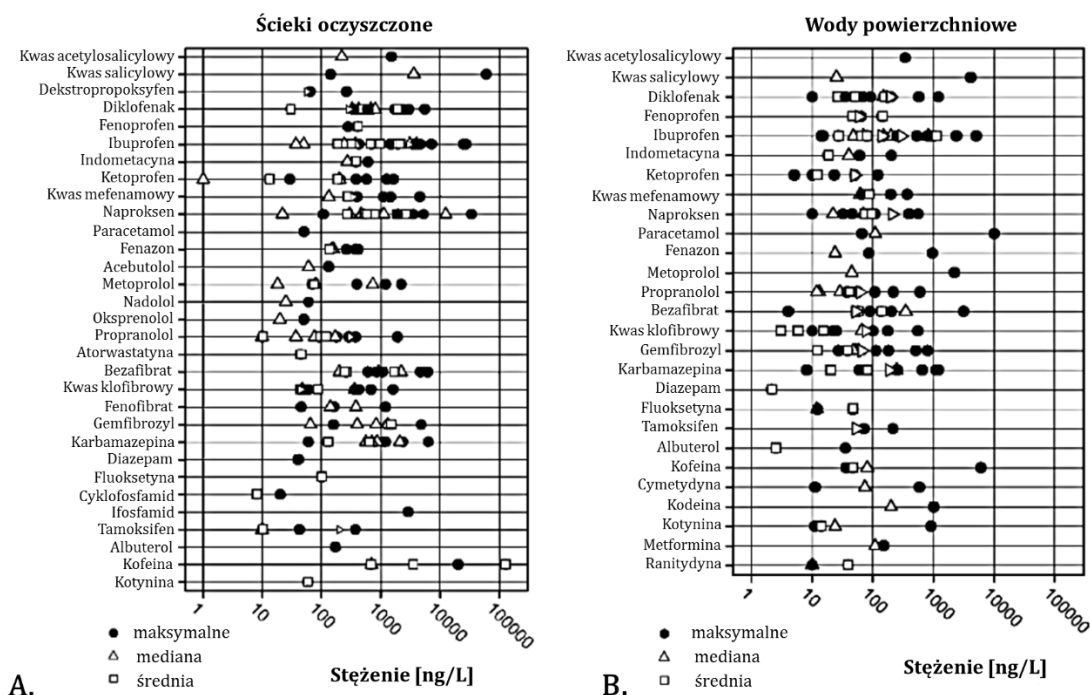 Ścieki oczyszczone
Kwas acetylosalicylowy
Kwas salicylowy
Dekstropropoksyfen
Diklofenak
Fenoprofen
Ibuprofen
Indometacyna
Ketoprofen
Kwas mefenamowy
Naproksen
Paracetamol
Fenazon
Acebutolol
Metoprolol
Nadolol
Oksprenolol
Propranolol
Atorwastatyna
Bezafibrat
Kwas klofibrowy
Fenofibrat
Gemfibrozyl
Karbamazepina
Diazepam
Fluoksetyna
Cyklofosfamid
Ifosfamid
Tamoksifen
Albuterol
Kofeina
Kotynina
1 10 100 1000 10000 100000
maksymalne
mediana
średnia
Stężenie [ng/L]
A.
Wody powierzchniowe
Kwas acetylosalicylowy
Kwas salicylowy
Diklofenak
Fenoprofen
Ibuprofen
Indometacyna
Ketoprofen
Kwas mefenamowy
Naproksen
Paracetamol
Fenazon
Metoprolol
Propranolol
Bezafibrat
Kwas klofibrowy
Gemfibrozyl
Karbamazepina
Diazepam
Fluoksetyna
Tamoksifen
Albuterol
Kofeina
Cymetydyna
Kodeina
Kotynina
Metformina
Ranitydyna
1 10 100 1000 10000 100000
maksymalne
mediana
średnia
Stężenie [ng/L]
B.